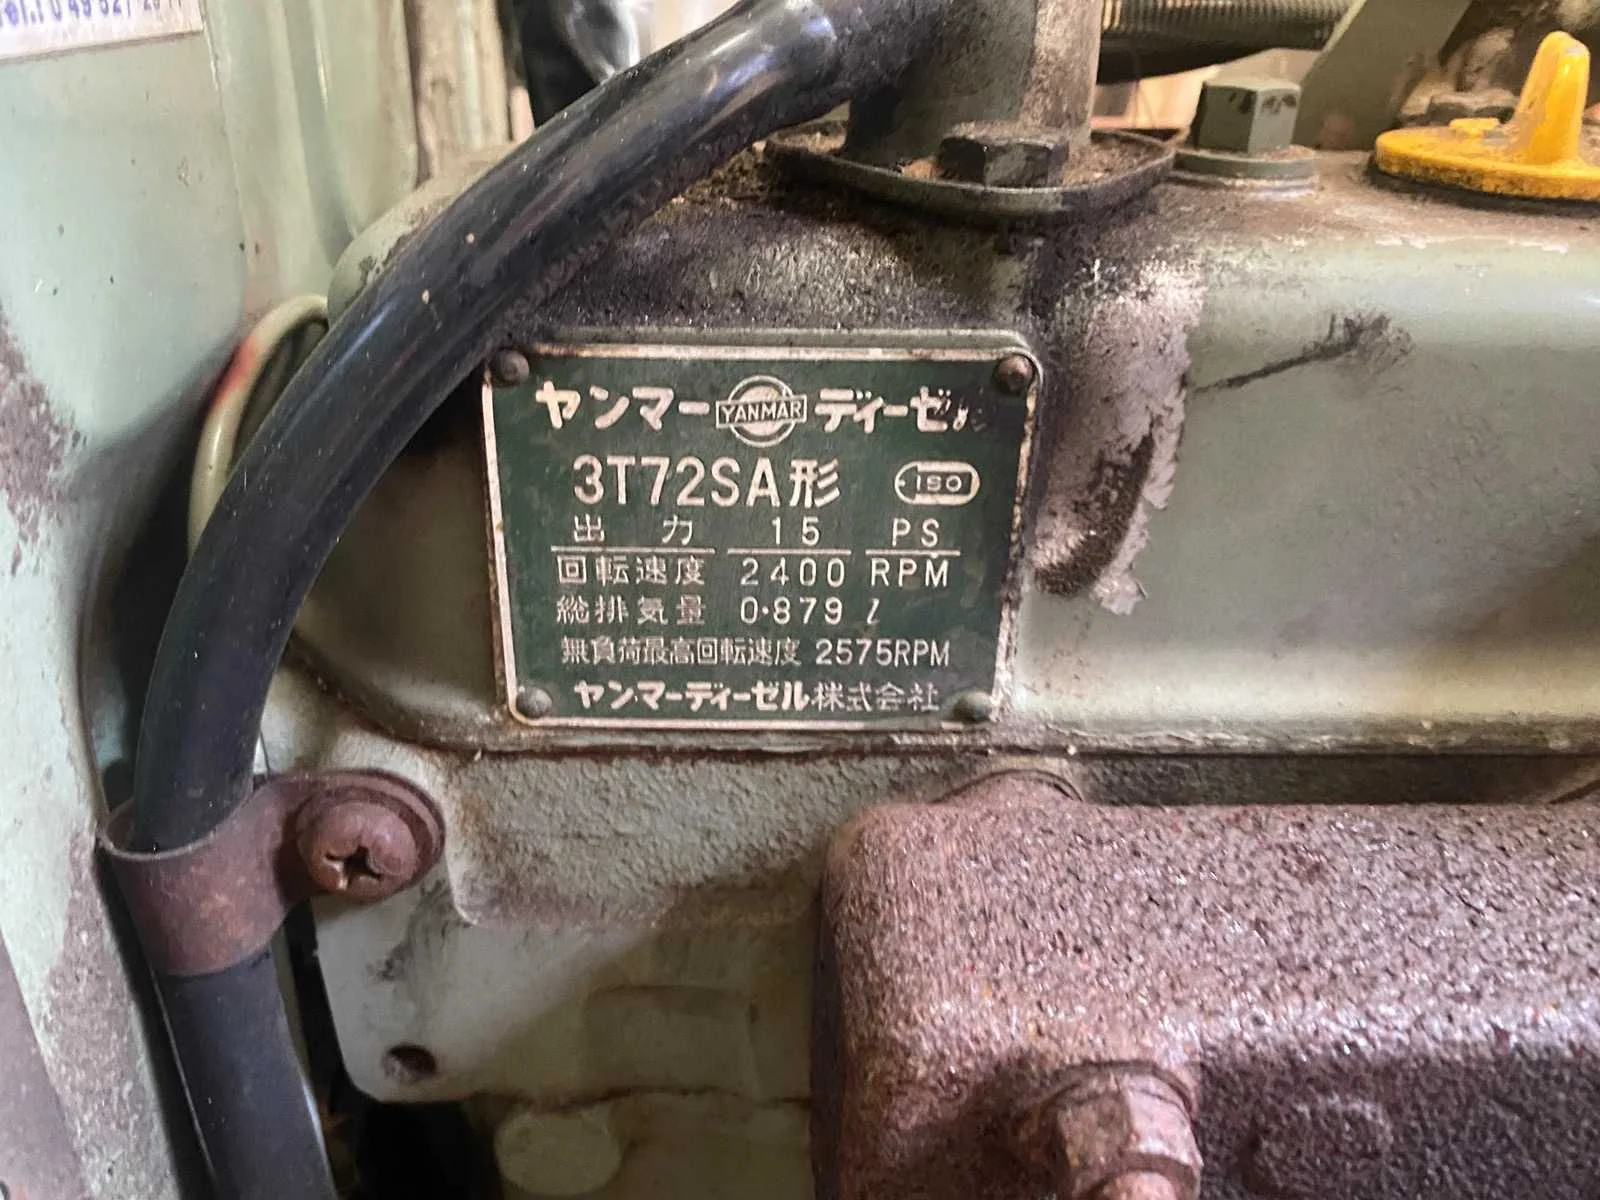 ヤンマー YANMAR ディーゼル
3T72SA形 ISO
出力 15 PS
回転速度 2400 RPM
総排気量 0.879 l
無負荷最高回転速度 2575RPM
ヤンマーディーゼル株式会社